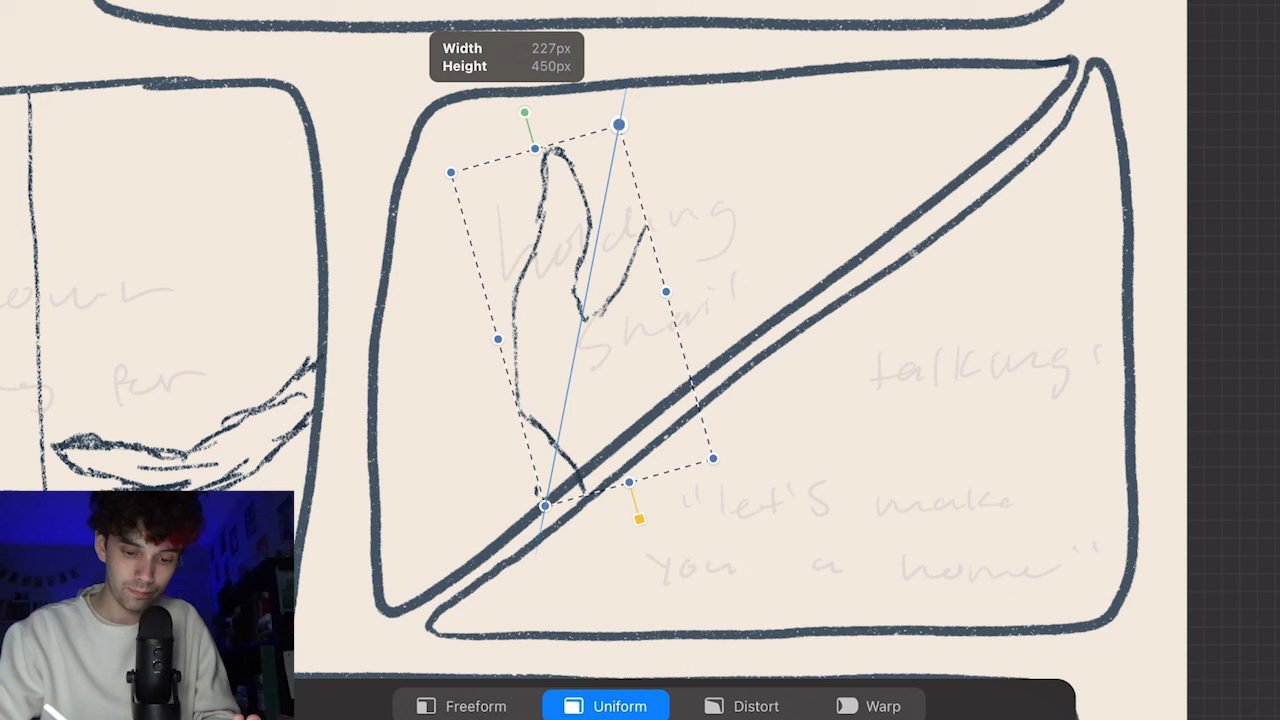 Width 227px
Height 450px
holding
snail
talking:
"let'S make
you a home"
Freeform Uniform Distort Warp